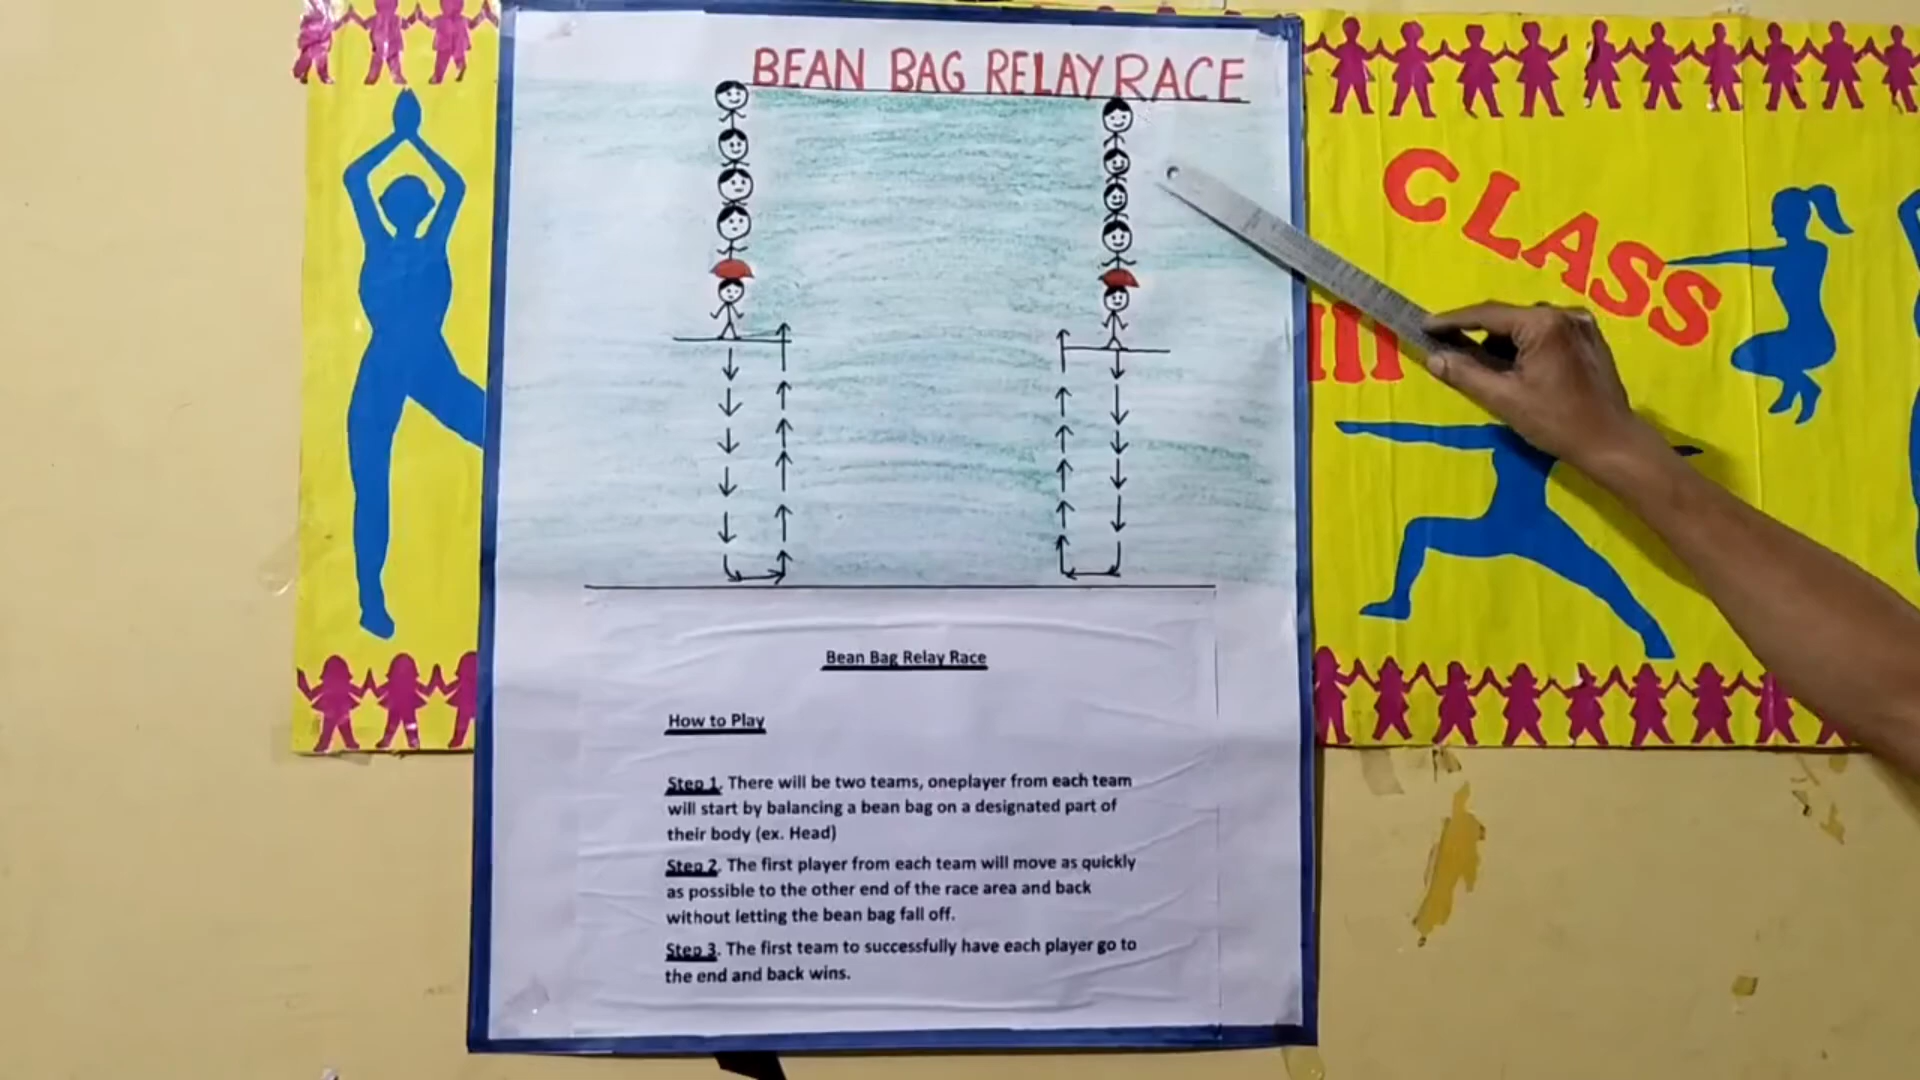 BEAN BAG RELAY RACE
CLASS
III
Bean Bag Relay Race
How to Play
Step 1. There will be two teams, oneplayer from each team
will start by balancing a bean bag on a designated part of
their body (ex. Head)
Step 2. The first player from each team will move as quickly
as possible to the other end of the race area and back
without letting the bean bag fall off.
Step 3. The first team to successfully have each player go to
the end and back wins.